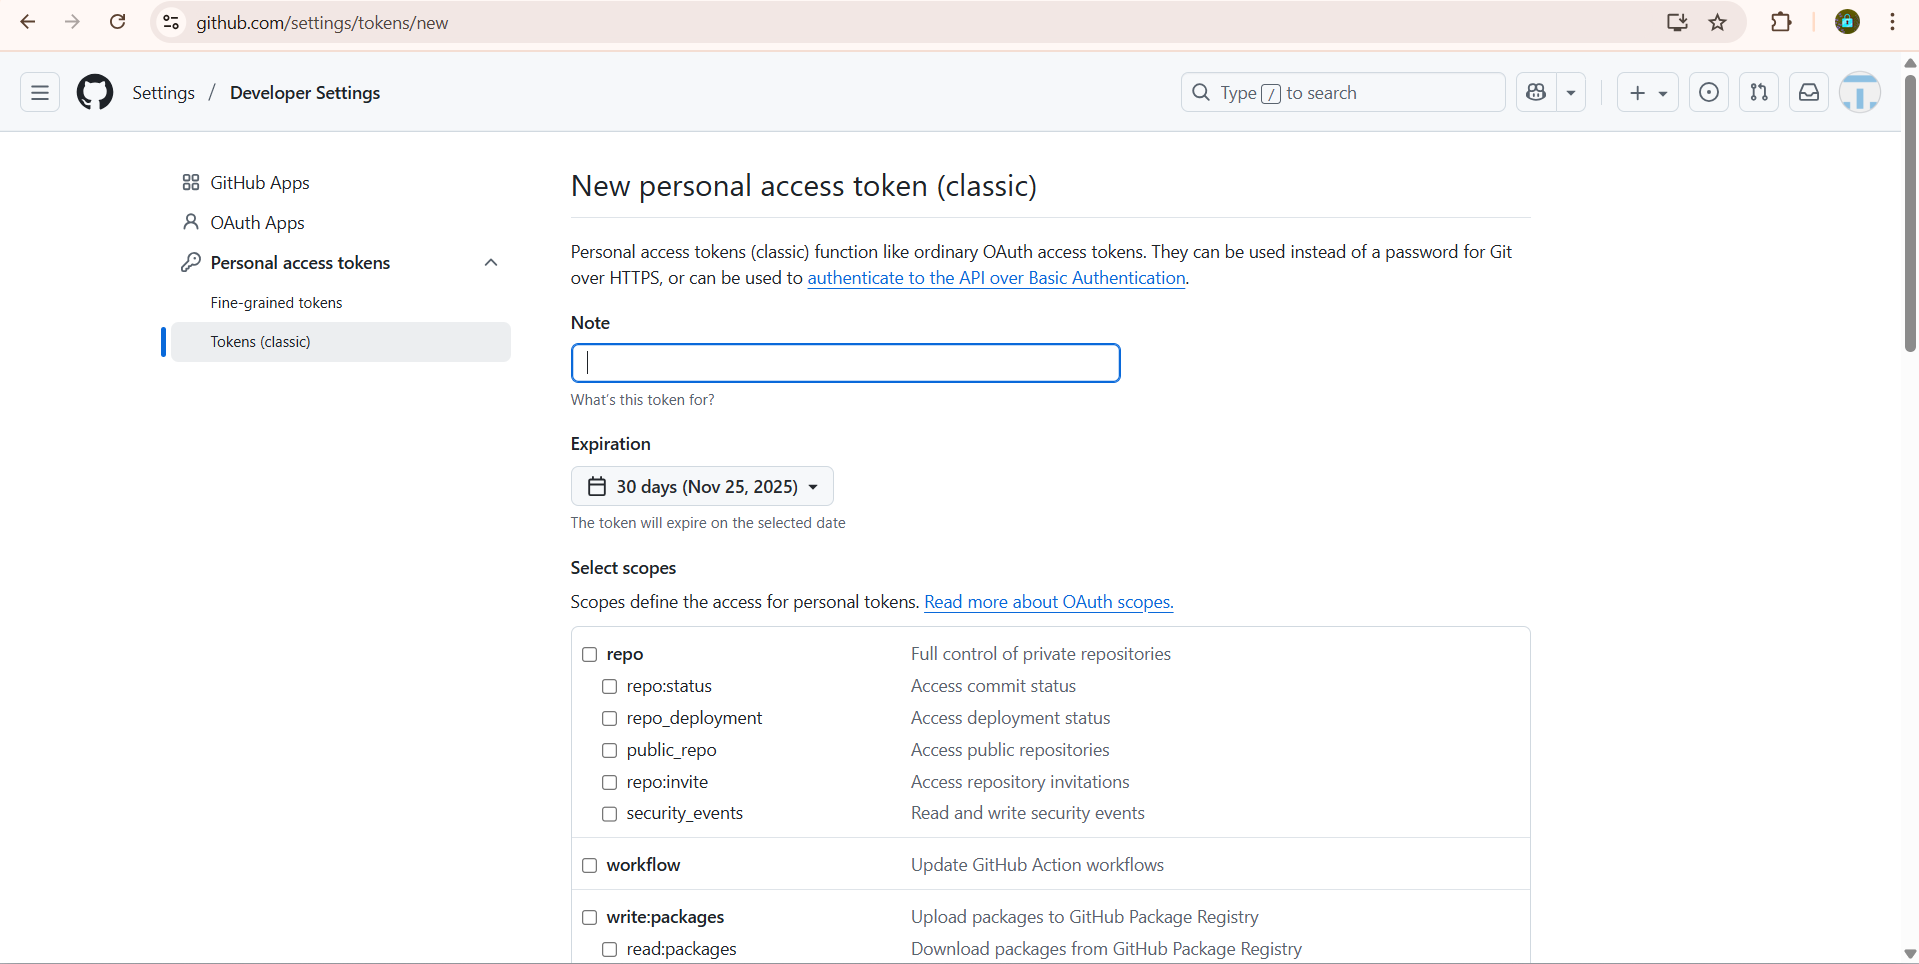 github.com/settings/tokens/new
Settings / Developer Settings
Type / to search
GitHub Apps
OAuth Apps
Personal access tokens
Fine-grained tokens
Tokens (classic)
New personal access token (classic)
Personal access tokens (classic) function like ordinary OAuth access tokens. They can be used instead of a password for Git
over HTTPS, or can be used to authenticate to the API over Basic Authentication.
Note
What's this token for?
Expiration
30 days (Nov 25, 2025)
The token will expire on the selected date
Select scopes
Scopes define the access for personal tokens. Read more about OAuth scopes.
repo Full control of private repositories
repo:status Access commit status
repo_deployment Access deployment status
public_repo Access public repositories
repo:invite Access repository invitations
security_events Read and write security events
workflow Update GitHub Action workflows
write:packages Upload packages to GitHub Package Registry
read:packages Download packages from GitHub Package Registry